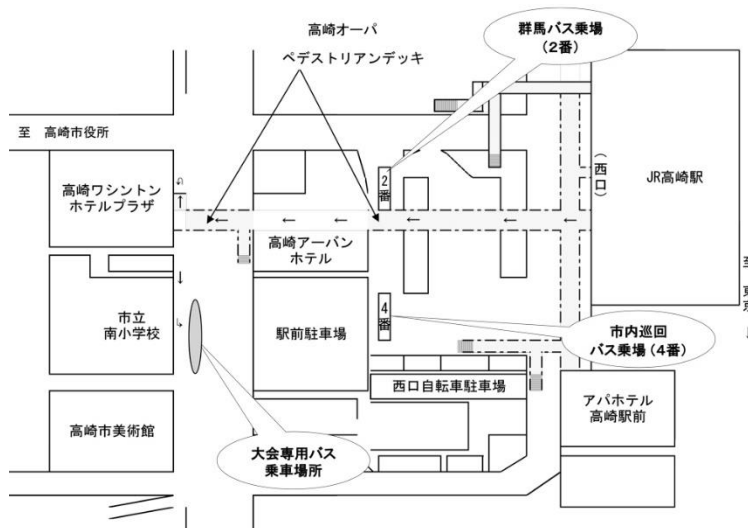 高崎オーパ
ペデストリアンデッキ
群馬バス乗場
（2番）
至 高崎市役所
高崎ワシントン
ホテルプラザ
2番
（西口）
JR高崎駅
高崎アーバン
ホテル
至 東京
市立
南小学校
駅前駐車場
4番
市内巡回
バス乗場（4番）
西口自転車駐車場
アパホテル
高崎駅前
高崎市美術館
大会専用バス
乗車場所